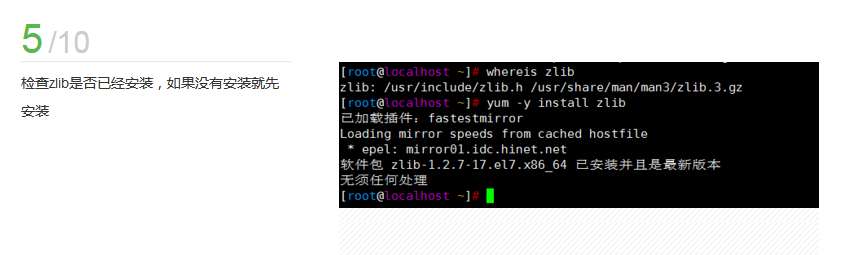 5/10
检查zlib是否已经安装，如果没有安装就先
安装
[root@localhost ~]# whereis zlib
zlib: /usr/include/zlib.h /usr/share/man/man3/zlib.3.gz
[root@localhost ~]# yum -y install zlib
已加载插件：fastestmirror
Loading mirror speeds from cached hostfile
 * epel: mirror01.idc.hinet.net
软件包 zlib-1.2.7-17.el7.x86_64 已安装并且是最新版本
无须任何处理
[root@localhost ~]#